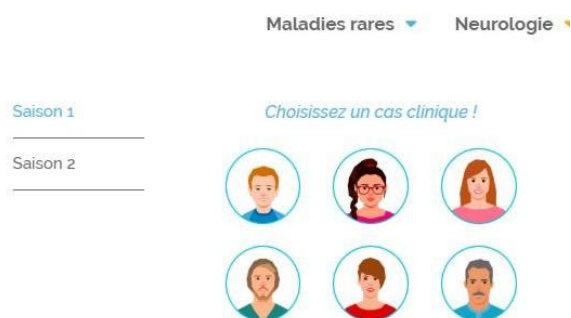 Maladies rares Neurologie
Saison 1
Choisissez un cas clinique !
Saison 2